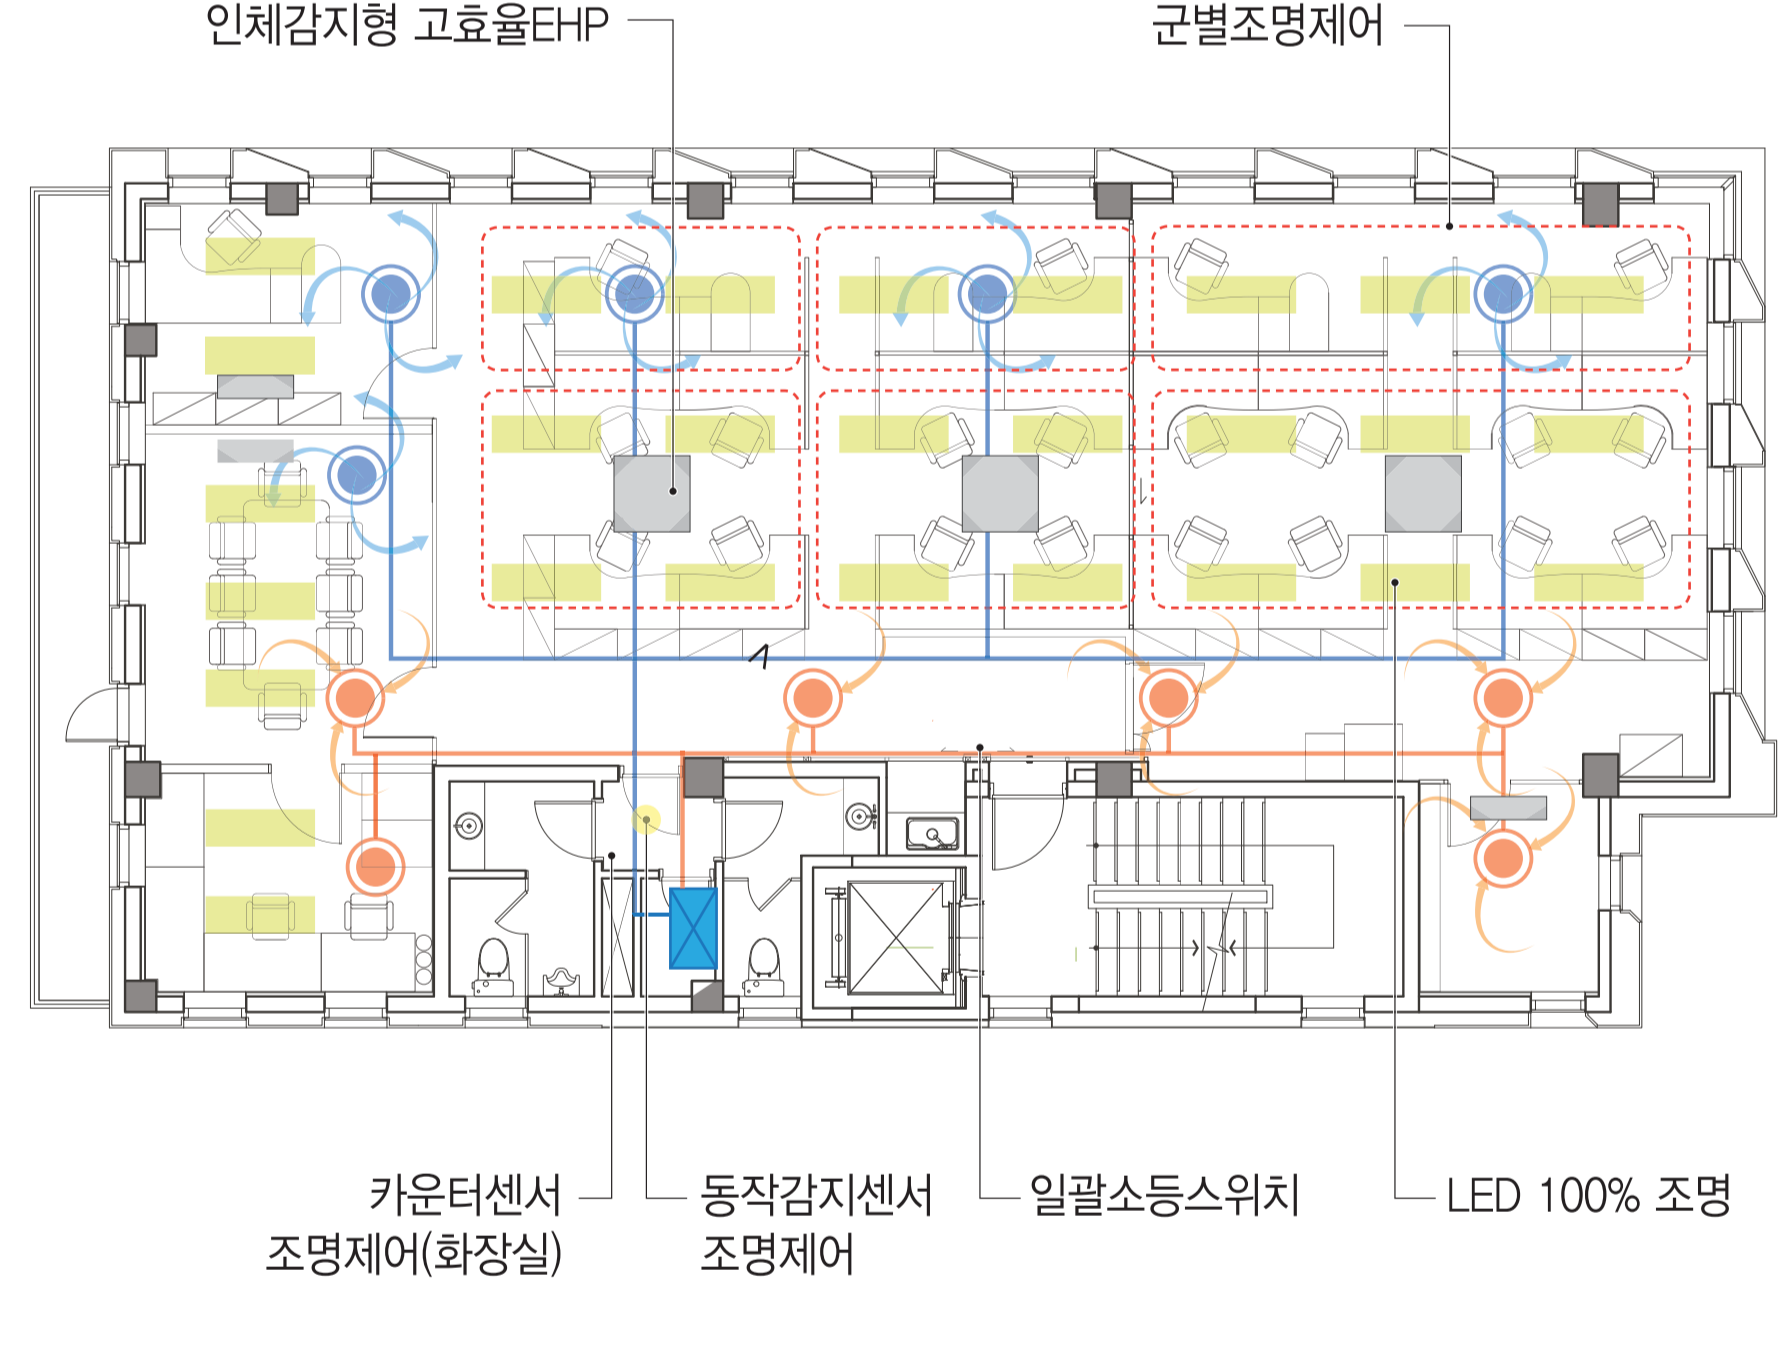 인체감지형 고효율EHP
군별조명제어
카운터센서
조명제어(화장실)
동작감지센서
조명제어
일괄소등스위치
LED 100% 조명